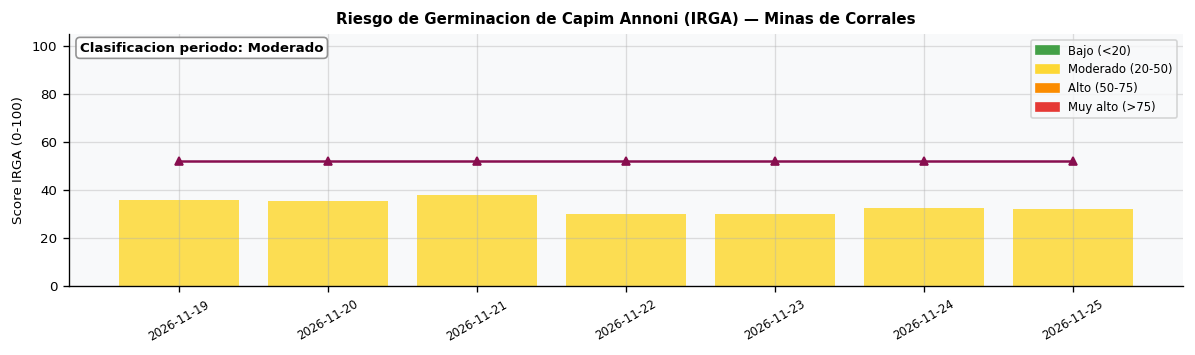 Riesgo de Germinacion de Capim Annoni (IRGA) — Minas de Corrales
Clasificacion periodo: Moderado
Bajo (<20)
Moderado (20-50)
Alto (50-75)
Muy alto (>75)
Score IRGA (0-100)
100
80
60
40
20
0
2026-11-19
2026-11-20
2026-11-21
2026-11-22
2026-11-23
2026-11-24
2026-11-25